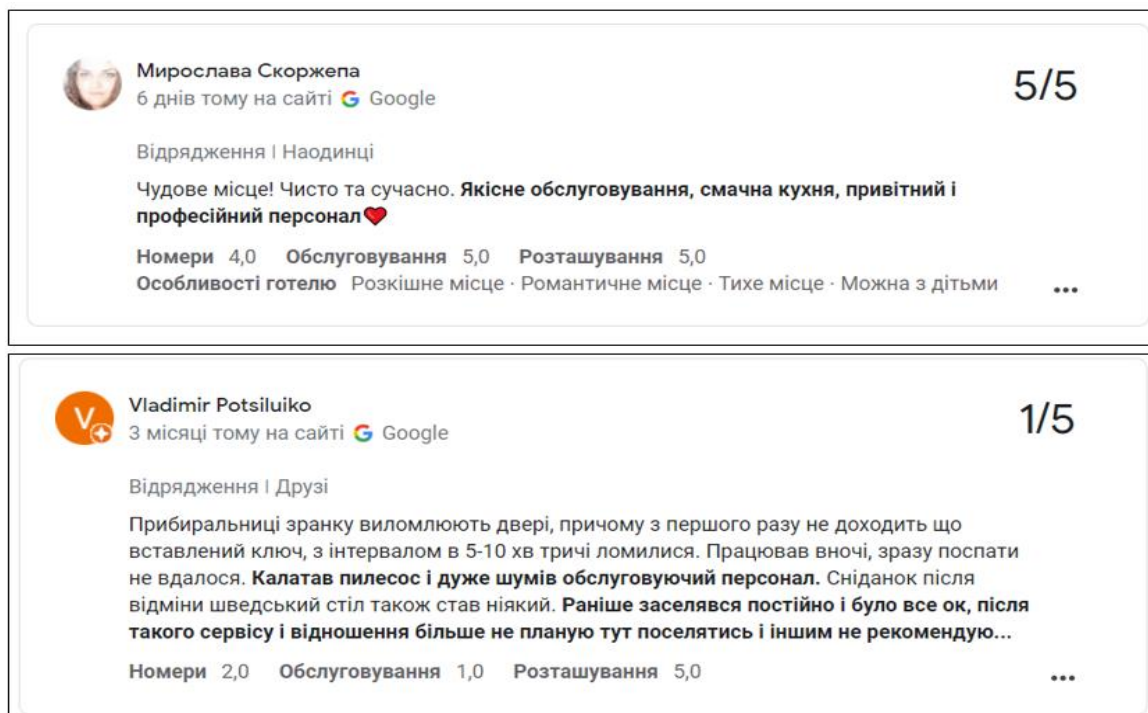 Мирослава Скоржепа
5/5
6 днів тому на сайті Google
Відрядження | Наодинці
Чудове місце! Чисто та сучасно. Якісне обслуговування, смачна кухня, привітний і
професійний персонал❤️
Номери 4,0 Обслуговування 5,0 Розташування 5,0
Особливості готелю Розкішне місце · Романтичне місце · Тихе місце · Можна з дітьми
V
Vladimir Potsiluiko
1/5
3 місяці тому на сайті Google
Відрядження | Друзі
Прибиральниці зранку виломлюють двері, причому з першого разу не доходить що
вставлений ключ, з інтервалом в 5-10 хв тричі ломилися. Працював вночі, зразу поспати
не вдалося. Калатав пилесос і дуже шумів обслуговуючий персонал. Сніданок після
відміни шведський стіл також став ніякий. Раніше заселявся постійно і було все ок, після
такого сервісу і відношення більше не планую тут поселятись і іншим не рекомендую...
Номери 2,0 Обслуговування 1,0 Розташування 5,0